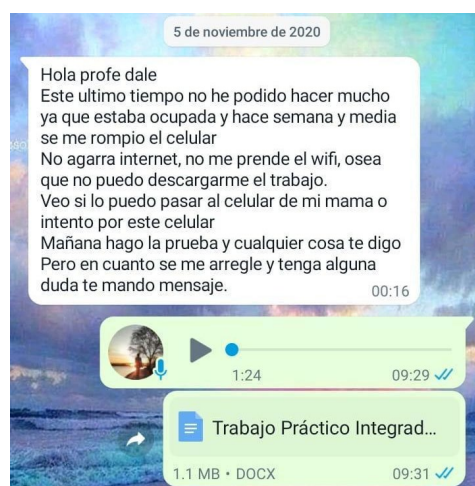 5 de noviembre de 2020
Hola profe dale
Este ultimo tiempo no he podido hacer mucho
ya que estaba ocupada y hace semana y media
se me rompio el celular
No agarra internet, no me prende el wifi, osea
que no puedo descargarme el trabajo.
Veo si lo puedo pasar al celular de mi mama o
intento por este celular
Mañana hago la prueba y cualquier cosa te digo
Pero en cuanto se me arregle y tenga alguna
duda te mando mensaje.
00:16
1:24
09:29
Trabajo Práctico Integrad...
1.1 MB • DOCX
09:31